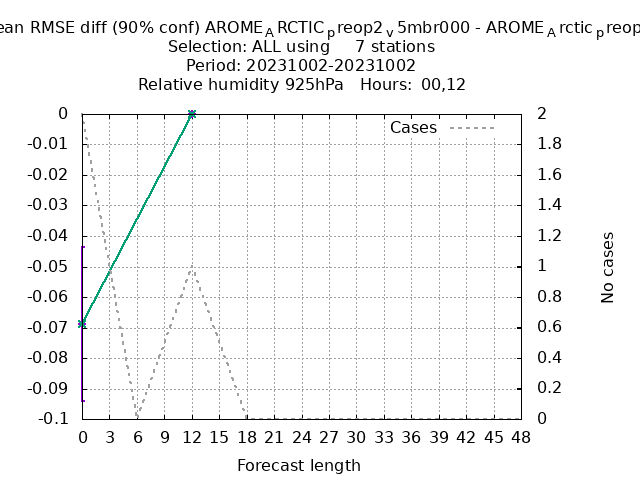 ean RMSE diff (90% conf) AROME_A RCTIC_p reop2_v 5mbr000 - AROME_A rctic_p reop
Selection: ALL using 7 stations
Period: 20231002-20231002
Relative humidity 925hPa Hours: 00,12
Cases
0
-0.01
-0.02
-0.03
-0.04
-0.05
-0.06
-0.07
-0.08
-0.09
-0.1
2
1.8
1.6
1.4
1.2
1
0.8
0.6
0.4
0.2
0
No cases
0 3 6 9 12 15 18 21 24 27 30 33 36 39 42 45 48
Forecast length